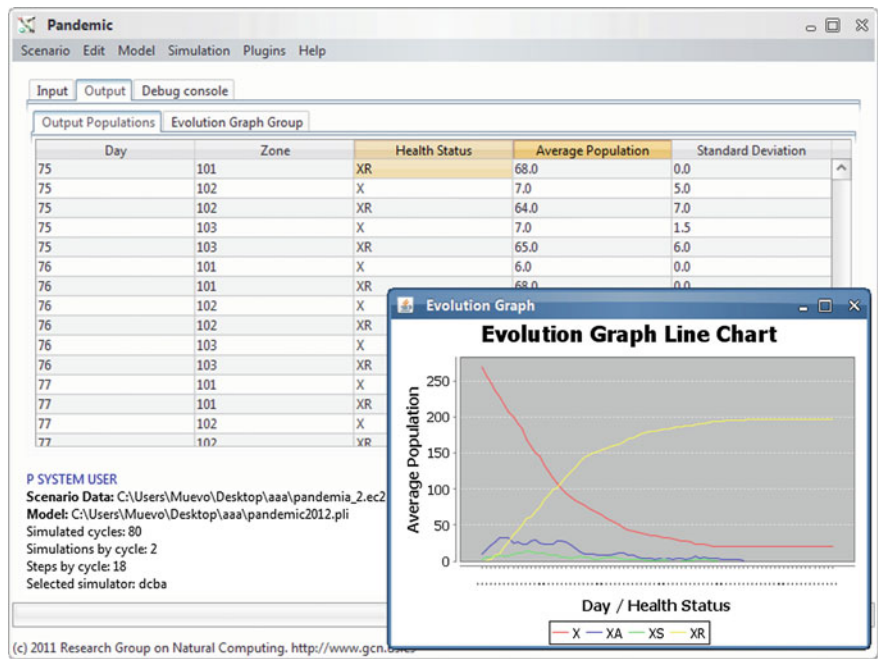 Pandemic
Scenario Edit Model Simulation Plugins Help
Input Output Debug console
Output Populations Evolution Graph Group
Day Zone Health Status Average Population Standard Deviation
75 101 XR 68.0 0.0
75 102 X 7.0 5.0
75 102 XR 64.0 7.0
75 103 X 7.0 1.5
75 103 XR 65.0 6.0
76 101 X 6.0 0.0
76 101 XR 68.0 0.0
76 102 X
76 102 XR
76 103 X
76 103 XR
77 101 X
77 101 XR
77 102 X
77 102 XR
P SYSTEM USER
Scenario Data: C:\Users\Muevo\Desktop\aaa\pandemia_2.ec2
Model: C:\Users\Muevo\Desktop\aaa\pandemic2012.pli
Simulated cycles: 80
Simulations by cycle: 2
Steps by cycle: 18
Selected simulator: dcba
(c) 2011 Research Group on Natural Computing. http://www.gcn.
Evolution Graph
Evolution Graph Line Chart
Average Population
250
200
150
100
50
0
Day / Health Status
X XA XS XR